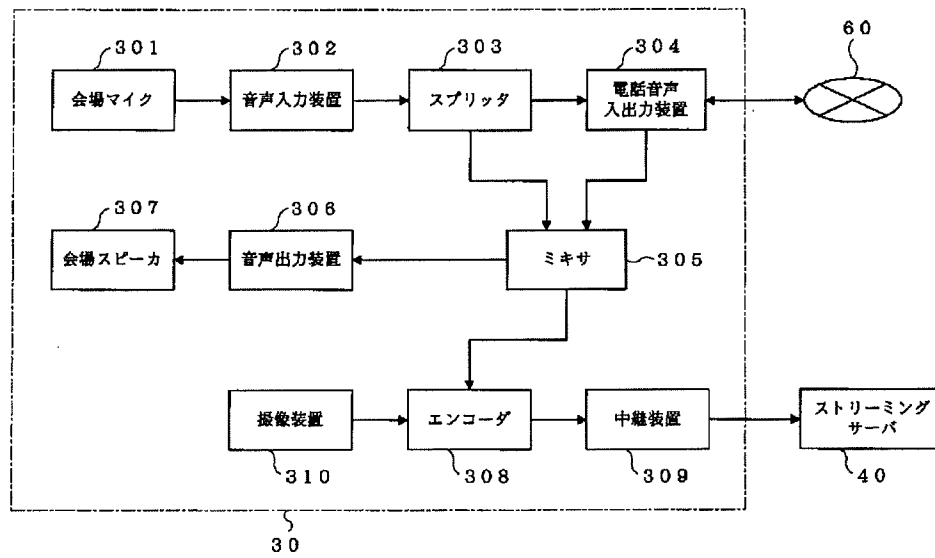 301
302
303
304
60
会場マイク
音声入力装置
スプリッタ
電話音声
入出力装置
307
306
会場スピーカ
音声出力装置
ミキサ
305
撮像装置
エンコーダ
中継装置
ストリーミング
サーバ
310
308
309
40
30